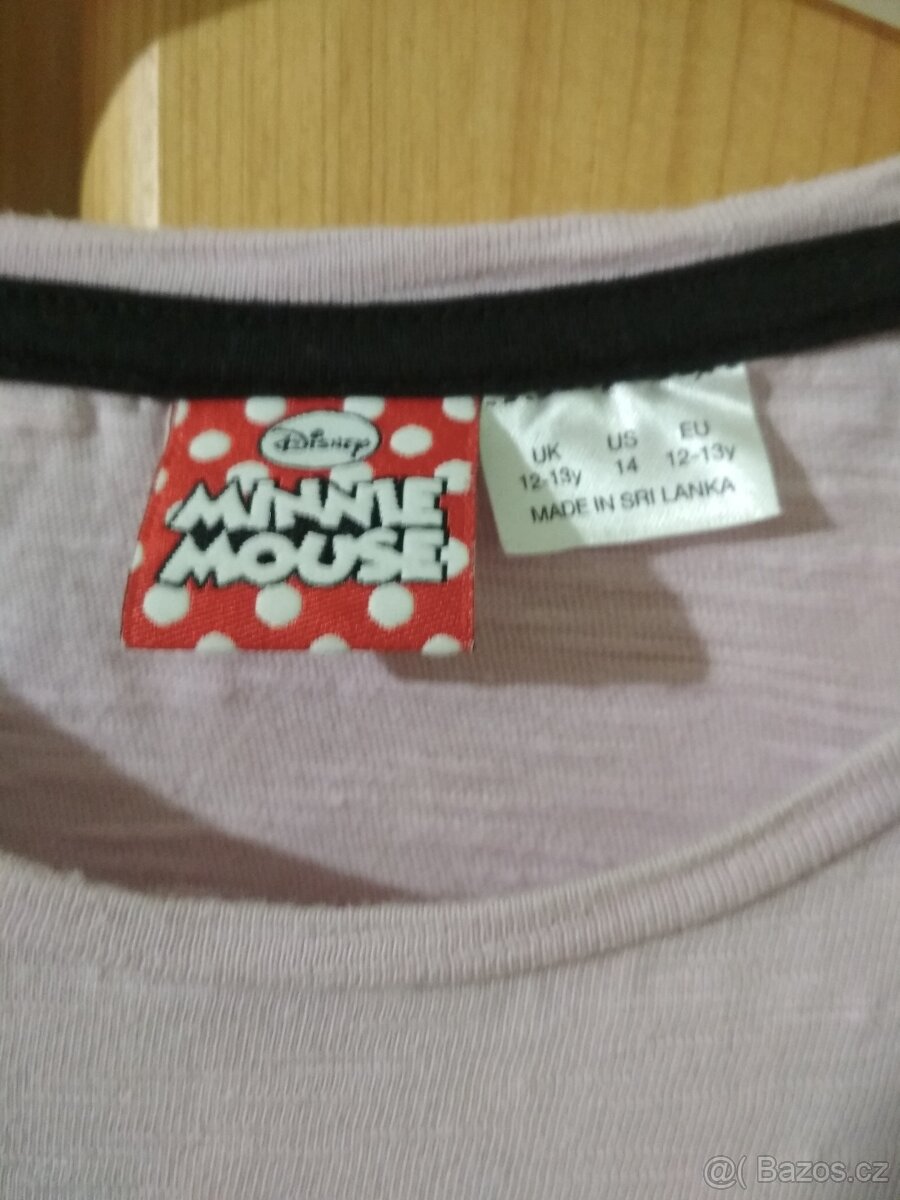 Disney
MINNIE
MOUSE
UK US EU
12-13y 14 12-13y
MADE IN SRI LANKA
@( Bazos.cz